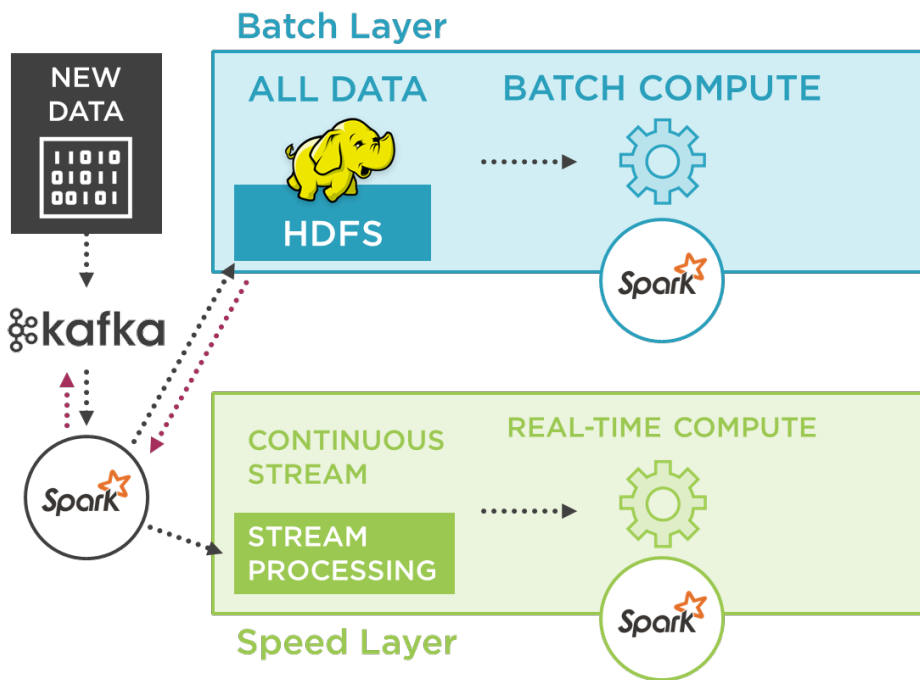 Batch Layer
NEW
DATA
11010
01011
00101
ALL DATA
BATCH COMPUTE
HDFS
Spark
kafka
Spark
CONTINUOUS
STREAM
REAL-TIME COMPUTE
STREAM
PROCESSING
Spark
Speed Layer